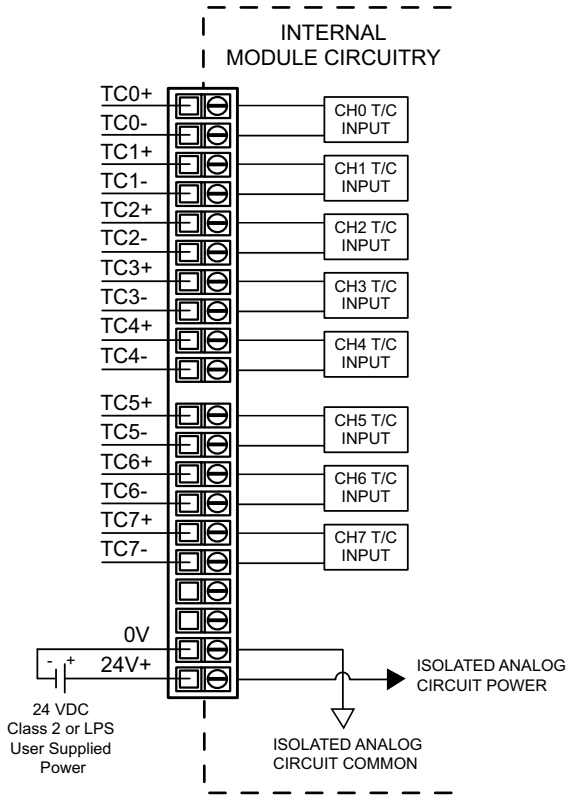 INTERNAL
MODULE CIRCUITRY
TC0+
TC0-
TC1+
TC1-
TC2+
TC2-
TC3+
TC3-
TC4+
TC4-
TC5+
TC5-
TC6+
TC6-
TC7+
TC7-
0V
24V+
CH0 T/C
INPUT
CH1 T/C
INPUT
CH2 T/C
INPUT
CH3 T/C
INPUT
CH4 T/C
INPUT
CH5 T/C
INPUT
CH6 T/C
INPUT
CH7 T/C
INPUT
- +
24 VDC
Class 2 or LPS
User Supplied
Power
ISOLATED ANALOG
CIRCUIT POWER
ISOLATED ANALOG
CIRCUIT COMMON